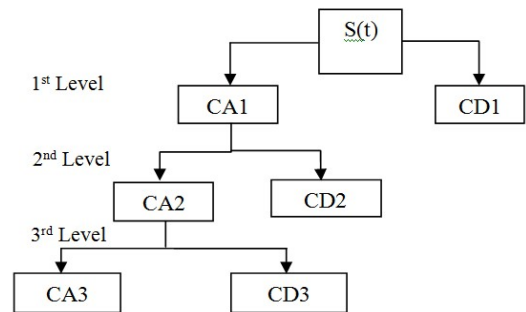 S(t)
1st Level
CA1
CD1
2nd Level
CA2
CD2
3rd Level
CA3
CD3